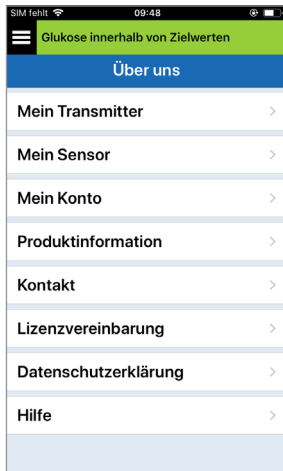 SIM fehlt 09:48
Glukose innerhalb von Zielwerten
Über uns
Mein Transmitter
Mein Sensor
Mein Konto
Produktinformation
Kontakt
Lizenzvereinbarung
Datenschutzerklärung
Hilfe